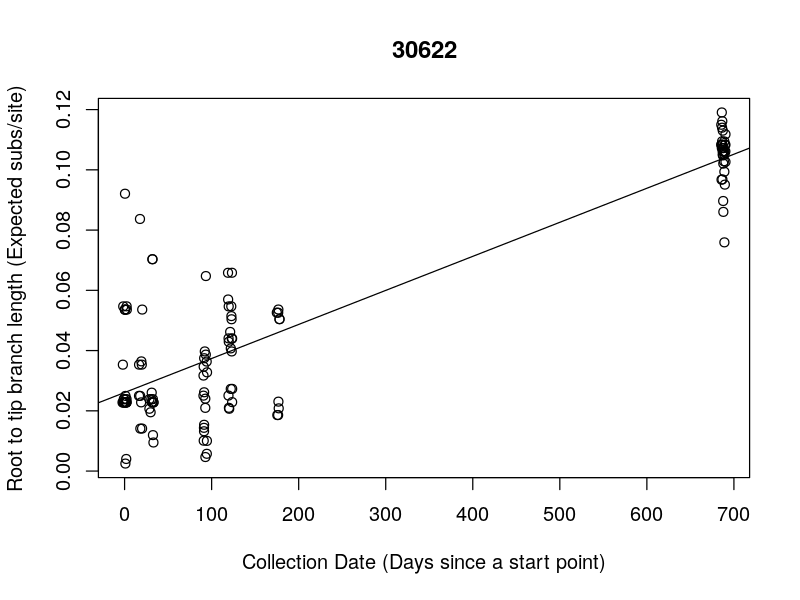 30622
Root to tip branch length (Expected subs/site)
0.12
0.10
0.08
0.06
0.04
0.02
0.00
0 100 200 300 400 500 600 700
Collection Date (Days since a start point)